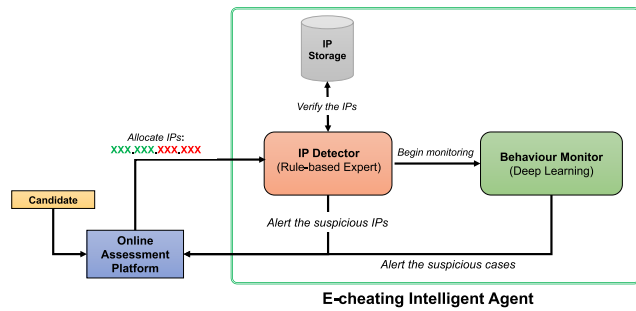 IP
Storage
Verify the IPs
Allocate IPs:
XXX.XXX.XXX.XXX
IP Detector
(Rule-based Expert)
Begin monitoring
Behaviour Monitor
(Deep Learning)
Candidate
Alert the suspicious IPs
Online
Assessment
Platform
Alert the suspicious cases
E-cheating Intelligent Agent